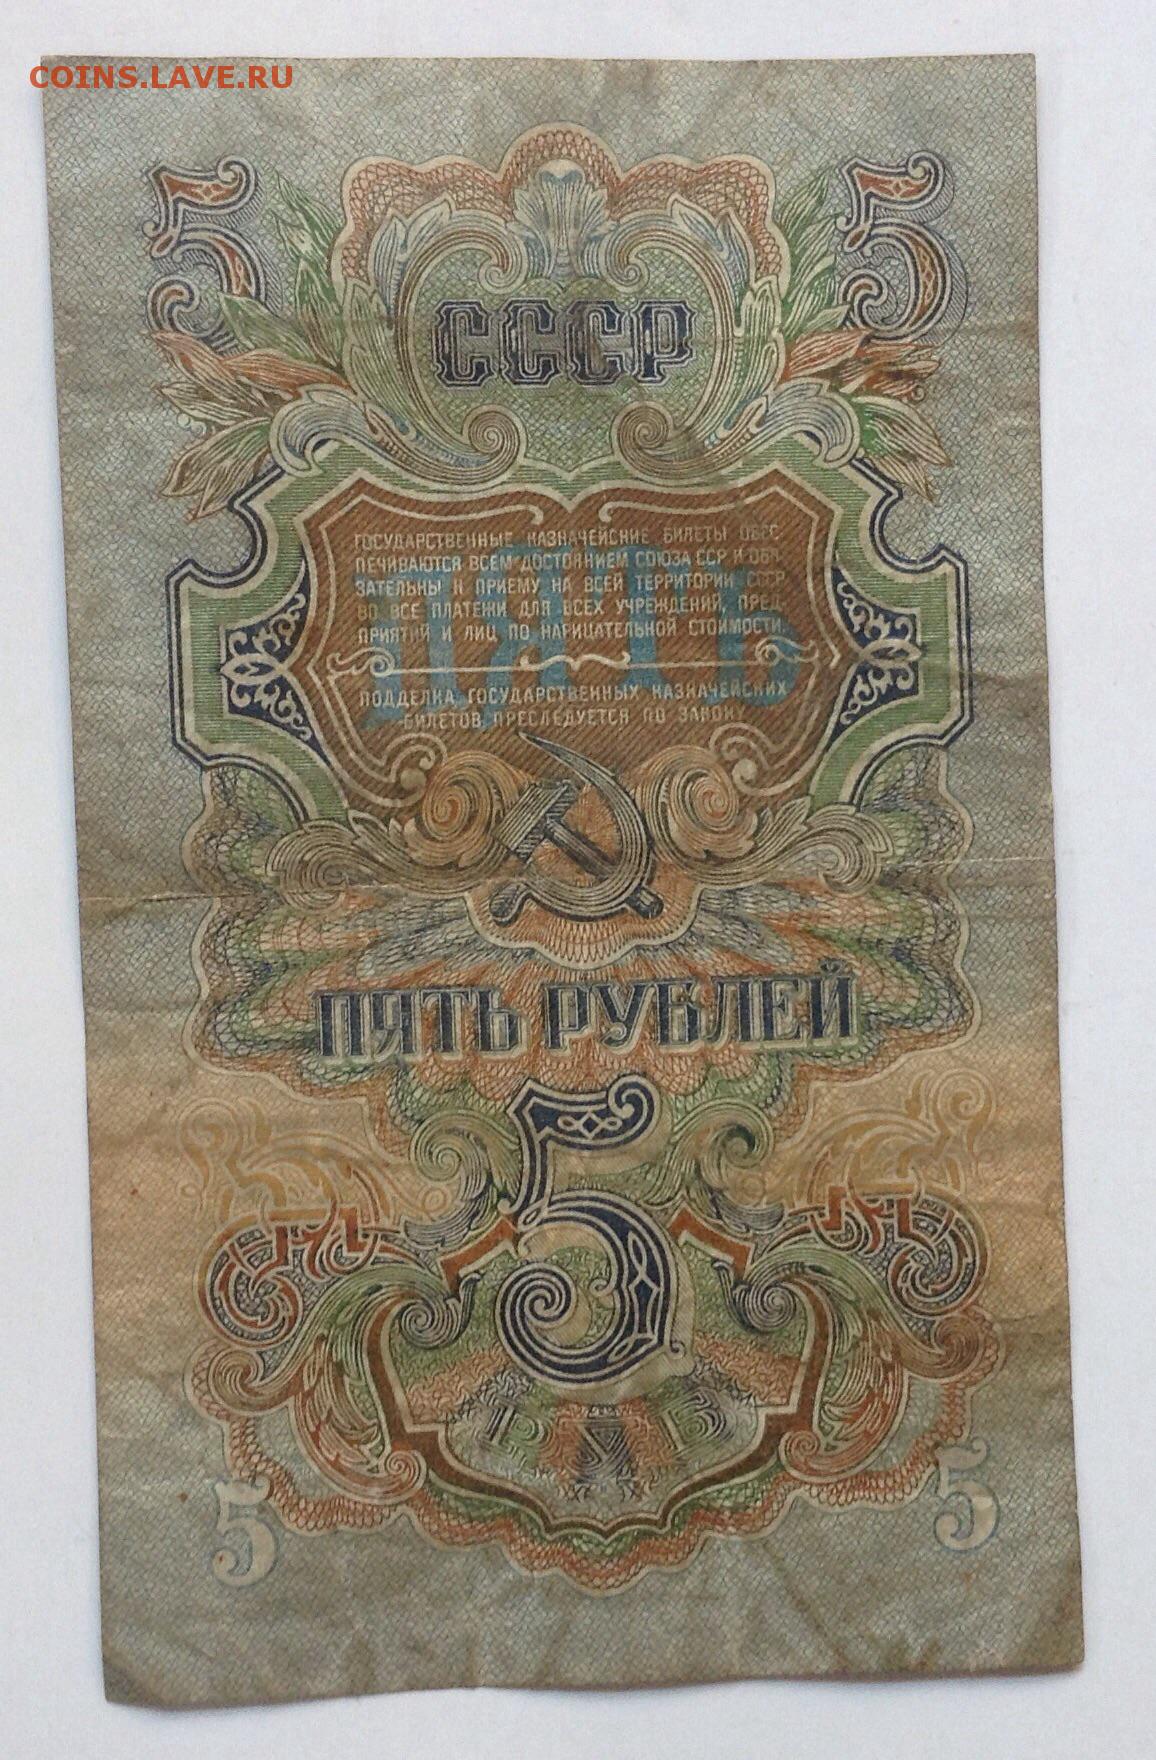 COINS.LAVE.RU
5 5
СССР
ГОСУДАРСТВЕННЫЕ КАЗНАЧЕЙСКИЕ БИЛЕТЫ ОБЕС-
ПЕЧИВАЮТСЯ ВСЕМ ДОСТОЯНИЕМ СОЮЗА ССР И ОБЯ-
ЗАТЕЛЬНЫ К ПРИЕМУ НА ВСЕЙ ТЕРРИТОРИИ СССР
ВО ВСЕ ПЛАТЕЖИ ДЛЯ ВСЕХ УЧРЕЖДЕНИЙ, ПРЕД-
ПРИЯТИЙ И ЛИЦ ПО НАРИЦАТЕЛЬНОЙ СТОИМОСТИ.
ПЯТЬ
ПОДДЕЛКА ГОСУДАРСТВЕННЫХ КАЗНАЧЕЙСКИХ
БИЛЕТОВ ПРЕСЛЕДУЕТСЯ ПО ЗАКОНУ
ПЯТЬ РУБЛЕЙ
5
РУБ
5 5